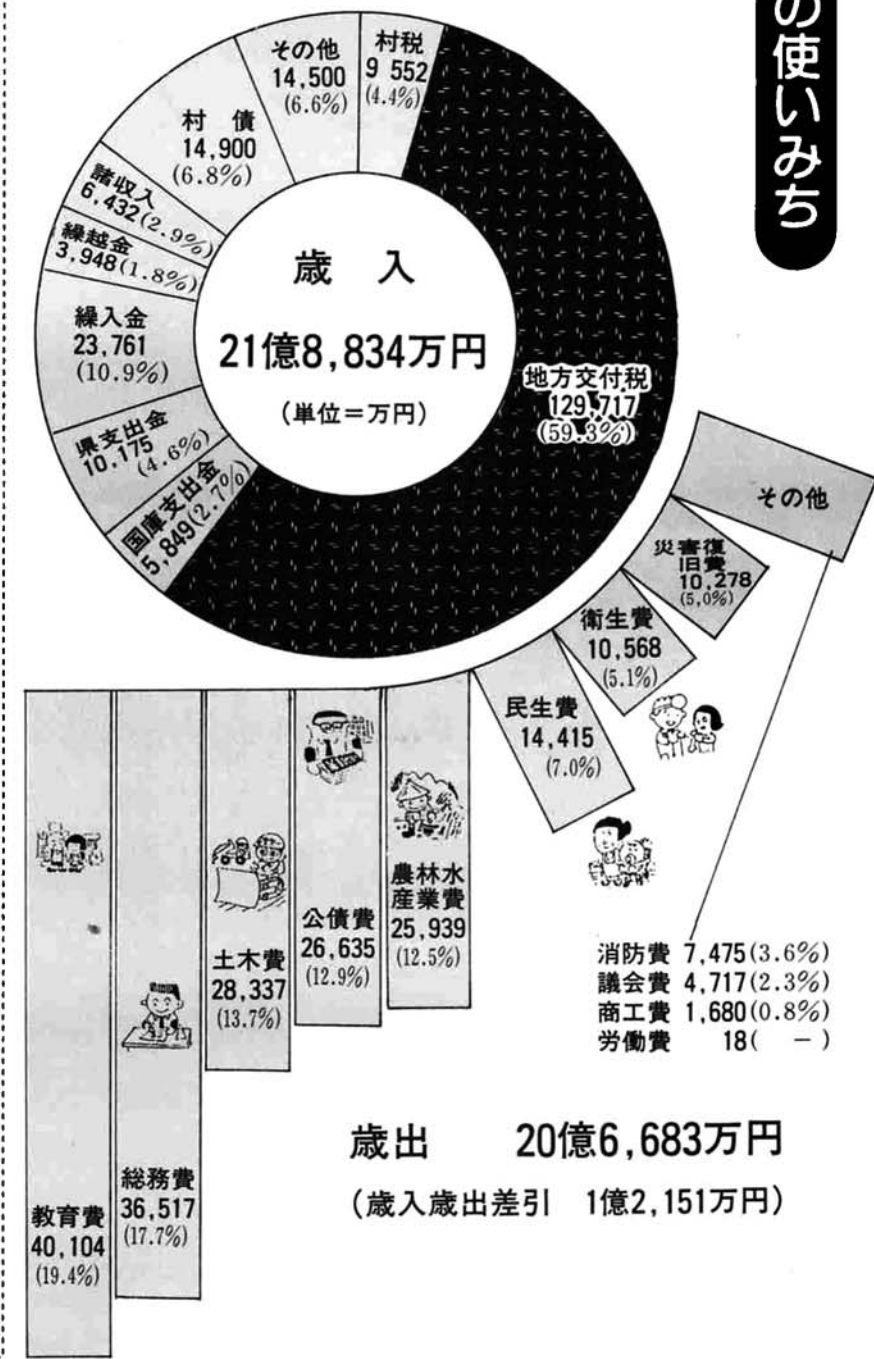 の使いみち
歳入
21億8,834万円
(単位=万円)
村税
9 552
(4.4%)
地方交付税
129,717
(59.3%)
国庫支出金
5,849(2.7%)
県支出金
10,175
(4.6%)
繰入金
23,761
(10.9%)
繰越金
3,948(1.8%)
諸収入
6,432(2.9%)
村債
14,900
(6.8%)
その他
14,500
(6.6%)
教育費
40,104
(19.4%)
総務費
36,517
(17.7%)
土木費
28,337
(13.7%)
公債費
26,635
(12.9%)
農林水
産業費
25,939
(12.5%)
民生費
14,415
(7.0%)
衛生費
10,568
(5.1%)
災害復
旧費
10,278
(5,0%)
その他
消防費 7,475(3.6%)
議会費 4,717(2.3%)
商工費 1,680(0.8%)
労働費 18( − )
歳出 20億6,683万円
(歳入歳出差引 1億2,151万円)